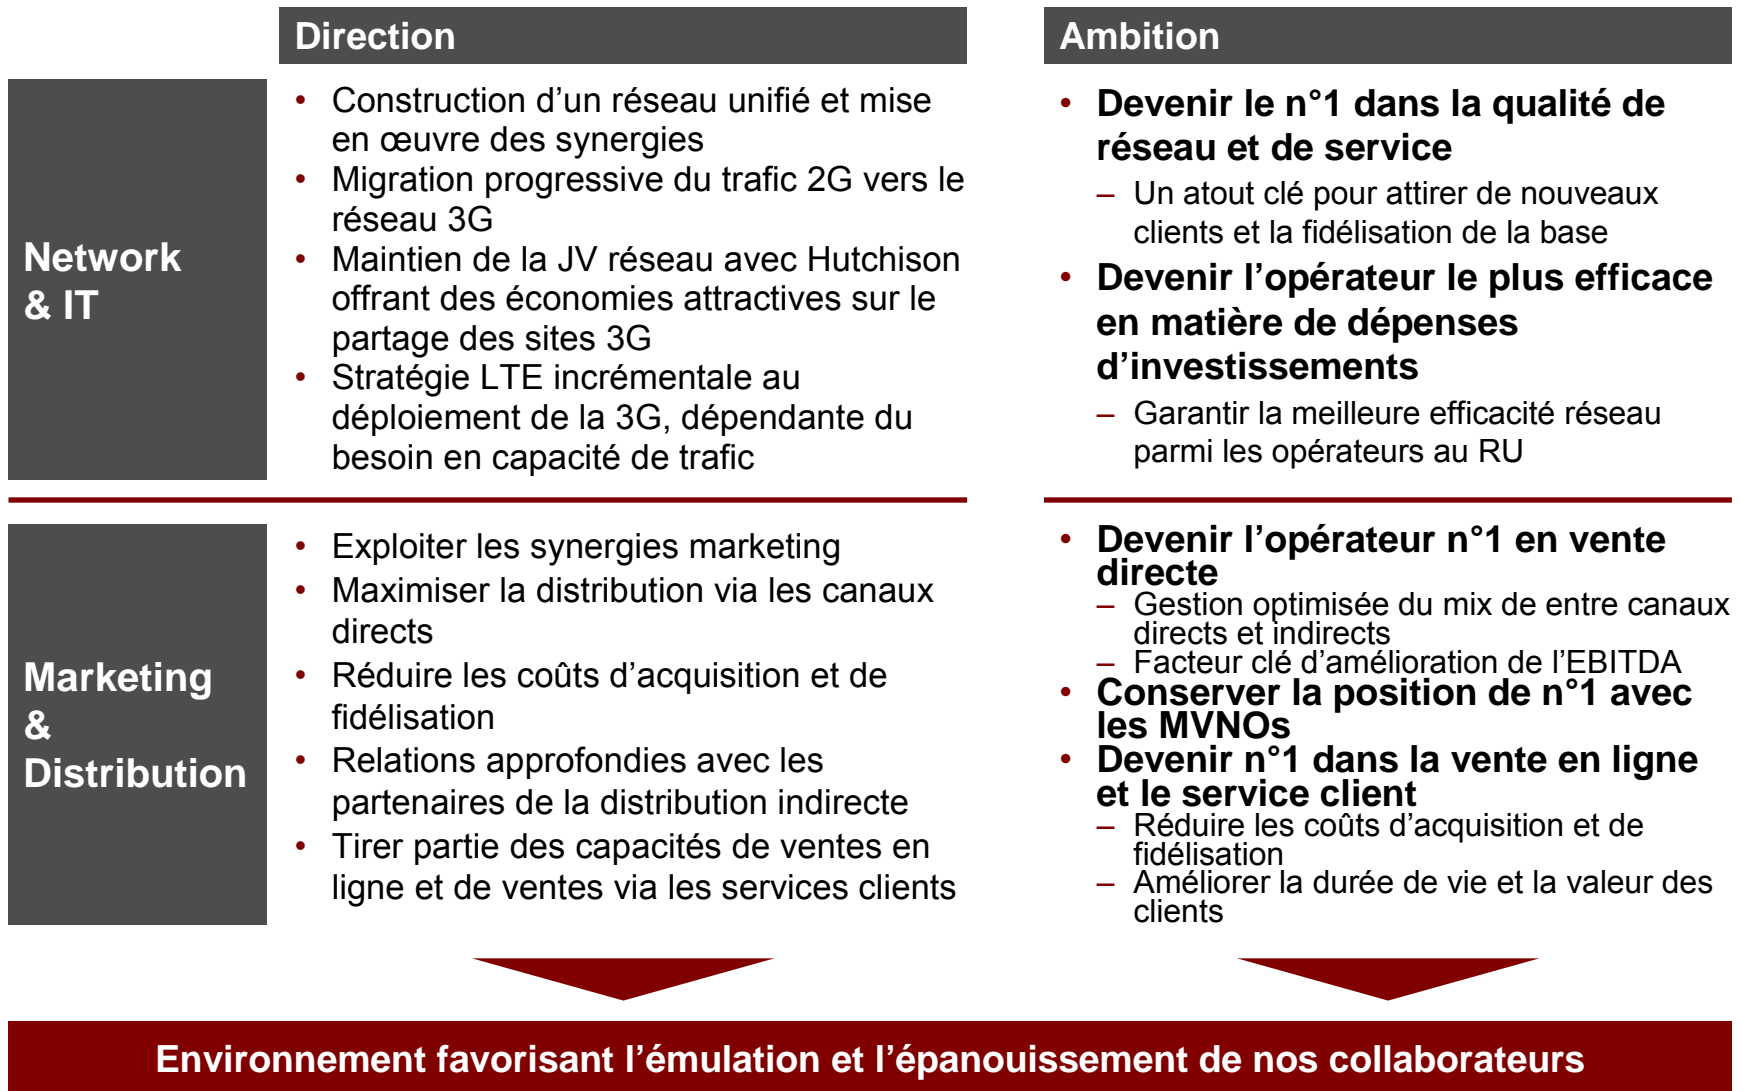 Direction
Ambition
Network
& IT
• Construction d’un réseau unifié et mise
en œuvre des synergies
• Migration progressive du trafic 2G vers le
réseau 3G
• Maintien de la JV réseau avec Hutchison
offrant des économies attractives sur le
partage des sites 3G
• Stratégie LTE incrémentale au
déploiement de la 3G, dépendante du
besoin en capacité de trafic
• Devenir le n°1 dans la qualité de
réseau et de service
– Un atout clé pour attirer de nouveaux
clients et la fidélisation de la base
• Devenir l’opérateur le plus efficace
en matière de dépenses
d’investissements
– Garantir la meilleure efficacité réseau
parmi les opérateurs au RU
Marketing
&
Distribution
• Exploiter les synergies marketing
• Maximiser la distribution via les canaux
directs
• Réduire les coûts d’acquisition et de
fidélisation
• Relations approfondies avec les
partenaires de la distribution indirecte
• Tirer partie des capacités de ventes en
ligne et de ventes via les services clients
• Devenir l’opérateur n°1 en vente
directe
– Gestion optimisée du mix de entre canaux
directs et indirects
– Facteur clé d’amélioration de l’EBITDA
• Conserver la position de n°1 avec
les MVNOs
• Devenir n°1 dans la vente en ligne
et le service client
– Réduire les coûts d’acquisition et de
fidélisation
– Améliorer la durée de vie et la valeur des
clients
Environnement favorisant l’émulation et l’épanouissement de nos collaborateurs